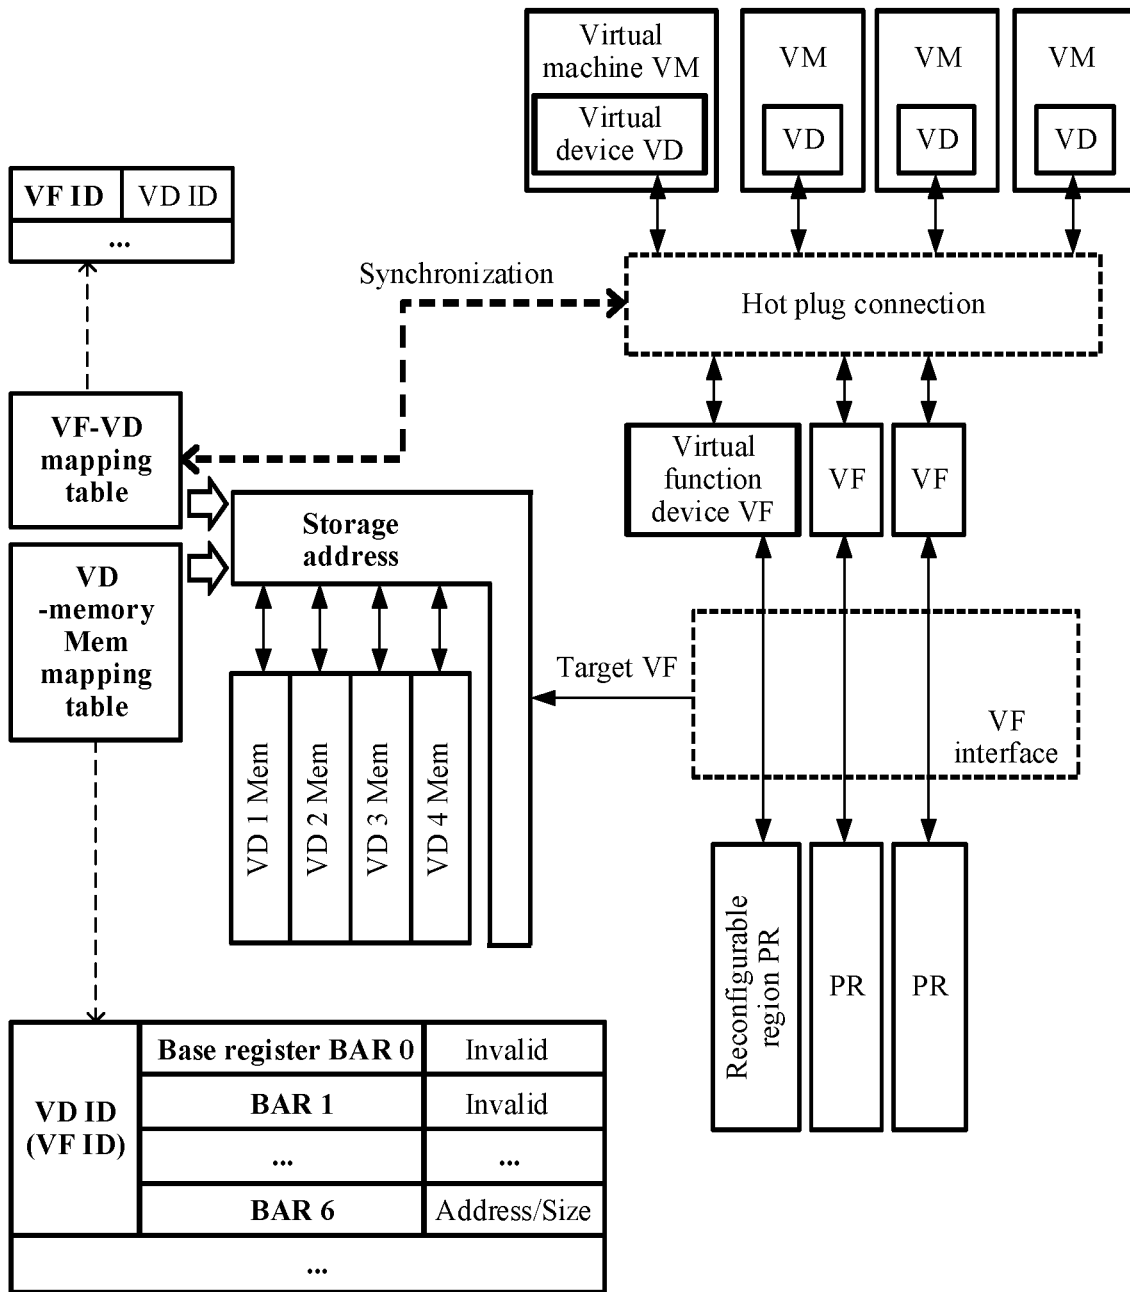 Virtual
machine VM
Virtual
device VD
VM
VD
VM
VD
VM
VD
VF ID
VD ID
...
Synchronization
Hot plug connection
VF-VD
mapping
table
Virtual
function
device VF
VF
VF
Storage
address
VD
-memory
Mem
mapping
table
Target VF
VF
interface
VD 1 Mem
VD 2 Mem
VD 3 Mem
VD 4 Mem
Reconfigurable
region PR
PR
PR
VD ID
(VF ID)
Base register BAR 0
Invalid
BAR 1
Invalid
...
...
BAR 6
Address/Size
...